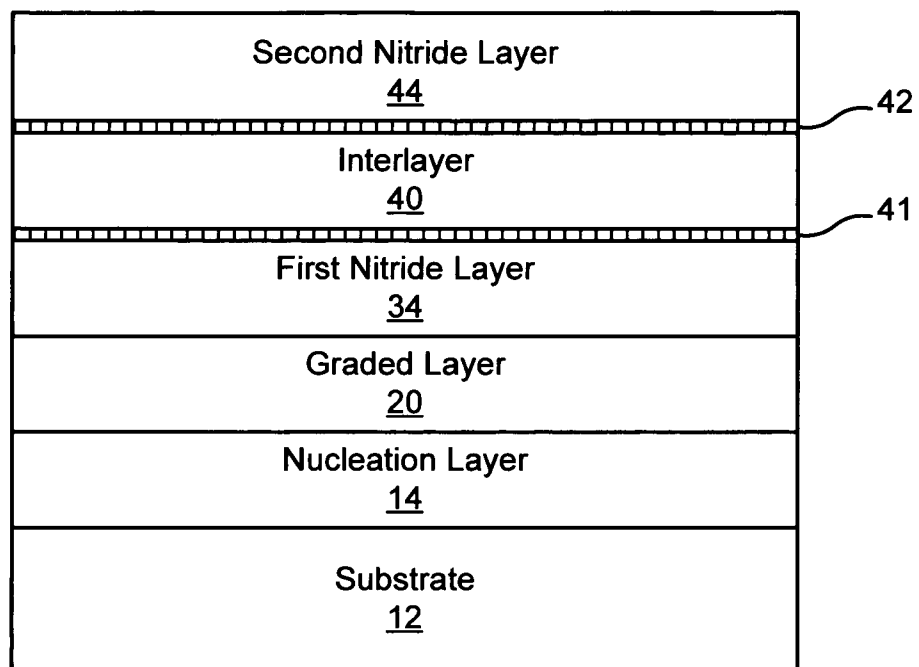 Second Nitride Layer
44
42
Interlayer
40
41
First Nitride Layer
34
Graded Layer
20
Nucleation Layer
14
Substrate
12